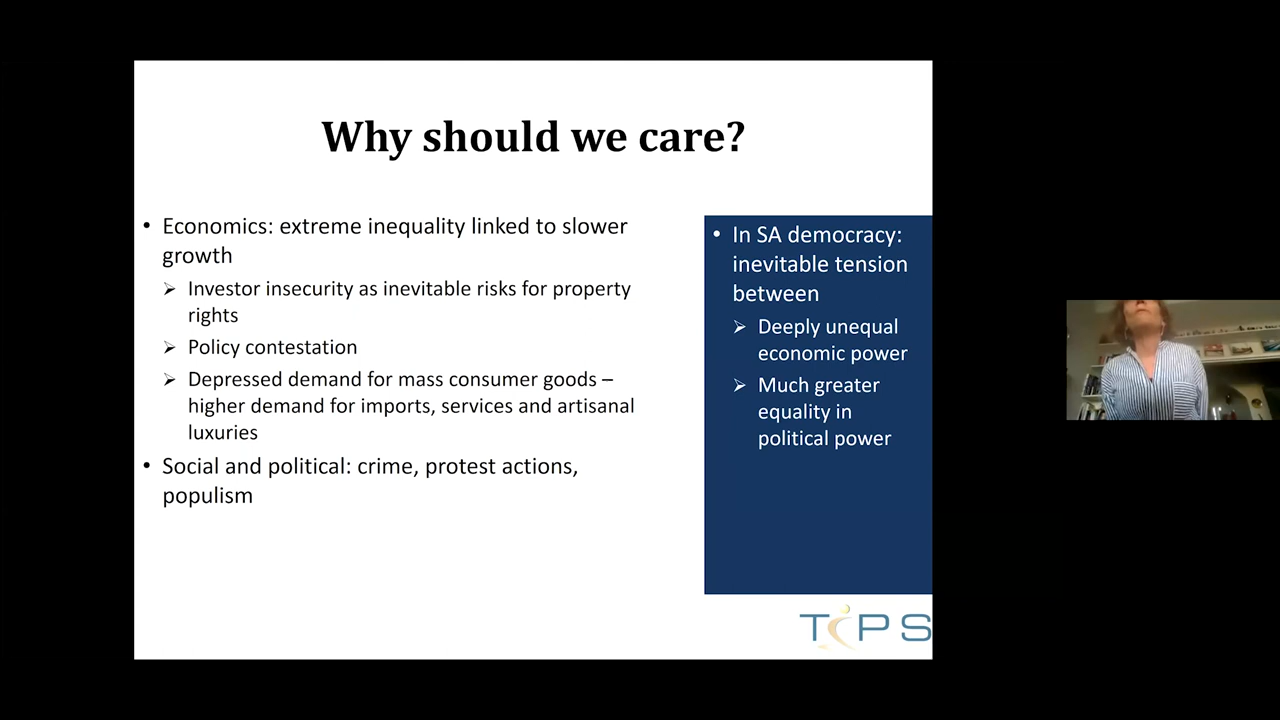 Why should we care?
• Economics: extreme inequality linked to slower
growth
➢ Investor insecurity as inevitable risks for property
rights
➢ Policy contestation
➢ Depressed demand for mass consumer goods –
higher demand for imports, services and artisanal
luxuries
• Social and political: crime, protest actions,
populism
• In SA democracy:
inevitable tension
between
➢ Deeply unequal
economic power
➢ Much greater
equality in
political power
TIPS